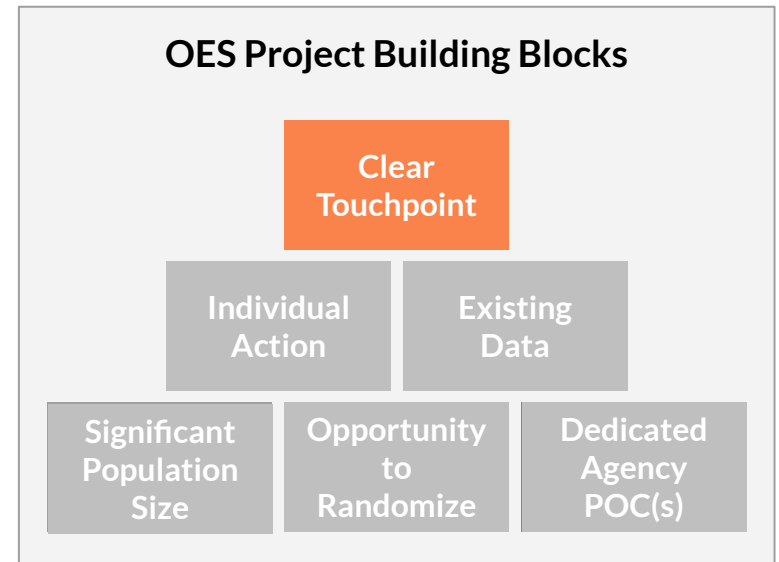 OES Project Building Blocks
Clear
Touchpoint
Individual
Action
Existing
Data
Significant
Population
Size
Opportunity
to
Randomize
Dedicated
Agency
POC(s)